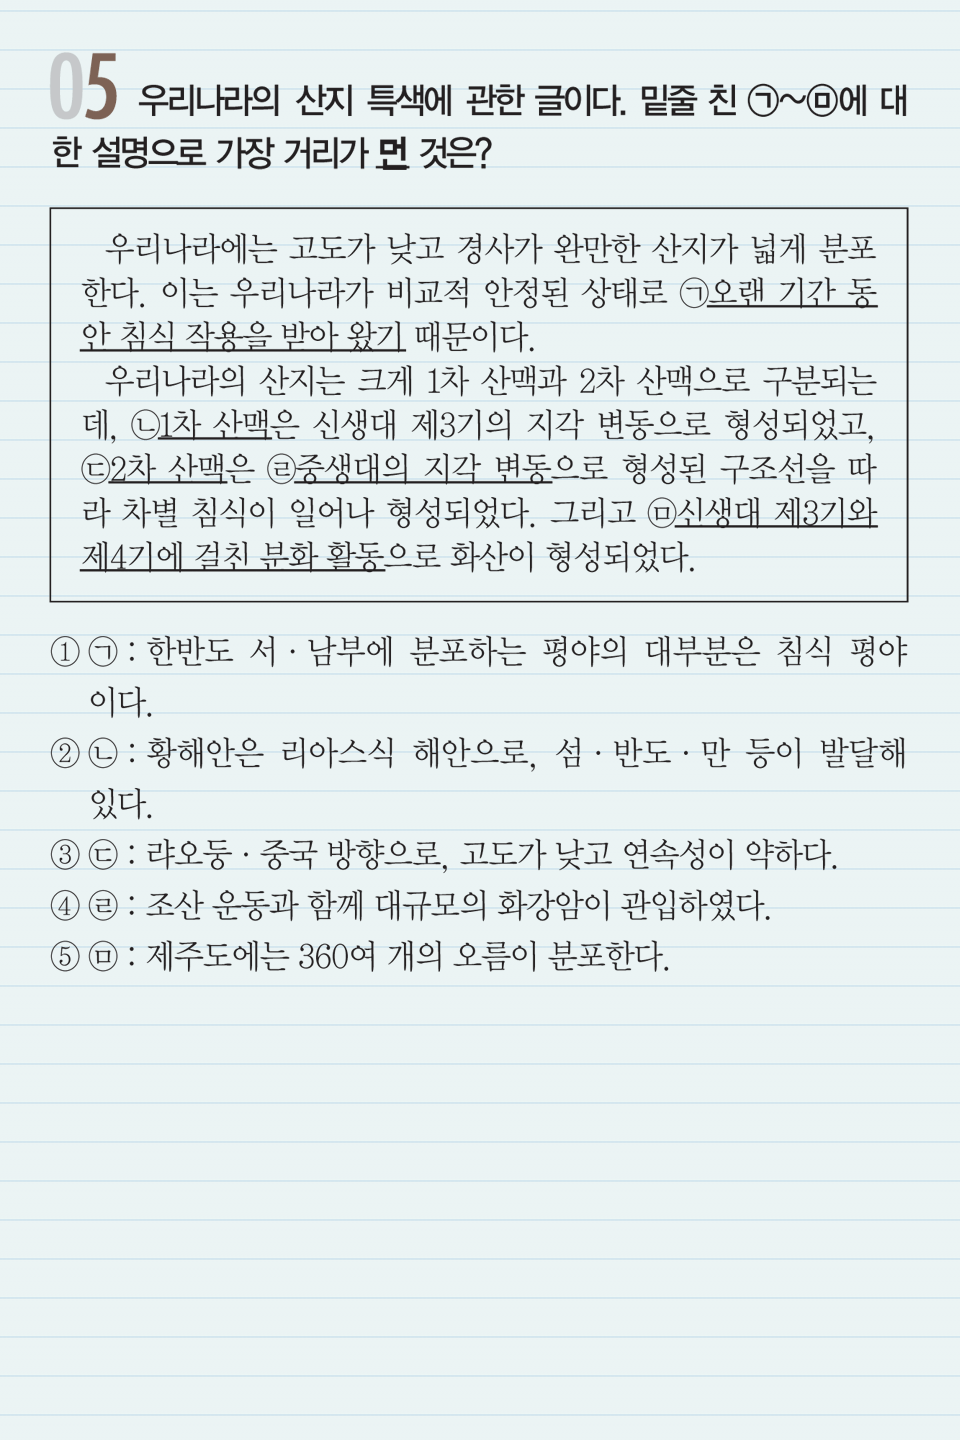 05 우리나라의 산지 특색에 관한 글이다. 밑줄 친 ㉠~㉤에 대
한 설명으로 가장 거리가 먼 것은?
우리나라에는 고도가 낮고 경사가 완만한 산지가 넓게 분포
한다. 이는 우리나라가 비교적 안정된 상태로 ㉠오랜 기간 동
안 침식 작용을 받아 왔기 때문이다.
우리나라의 산지는 크게 1차 산맥과 2차 산맥으로 구분되는
데, ㉡1차 산맥은 신생대 제3기의 지각 변동으로 형성되었고,
㉢2차 산맥은 ㉣중생대의 지각 변동으로 형성된 구조선을 따
라 차별 침식이 일어나 형성되었다. 그리고 ㉤신생대 제3기와
제4기에 걸친 분화 활동으로 화산이 형성되었다.
① ㉠ : 한반도 서·남부에 분포하는 평야의 대부분은 침식 평야
이다.
② ㉡ : 황해안은 리아스식 해안으로, 섬·반도·만 등이 발달해
있다.
③ ㉢ : 랴오둥·중국 방향으로, 고도가 낮고 연속성이 약하다.
④ ㉣ : 조산 운동과 함께 대규모의 화강암이 관입하였다.
⑤ ㉤ : 제주도에는 360여 개의 오름이 분포한다.